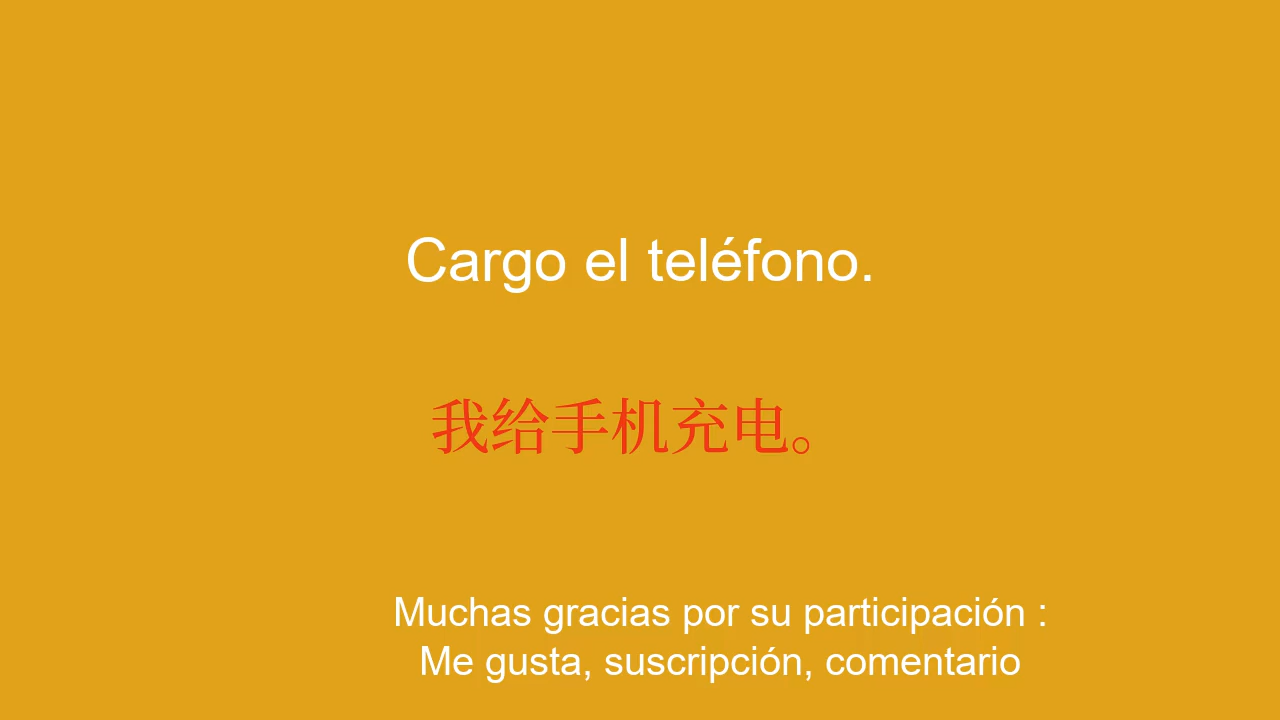 Cargo el teléfono.
我给手机充电。
Muchas gracias por su participación :
Me gusta, suscripción, comentario